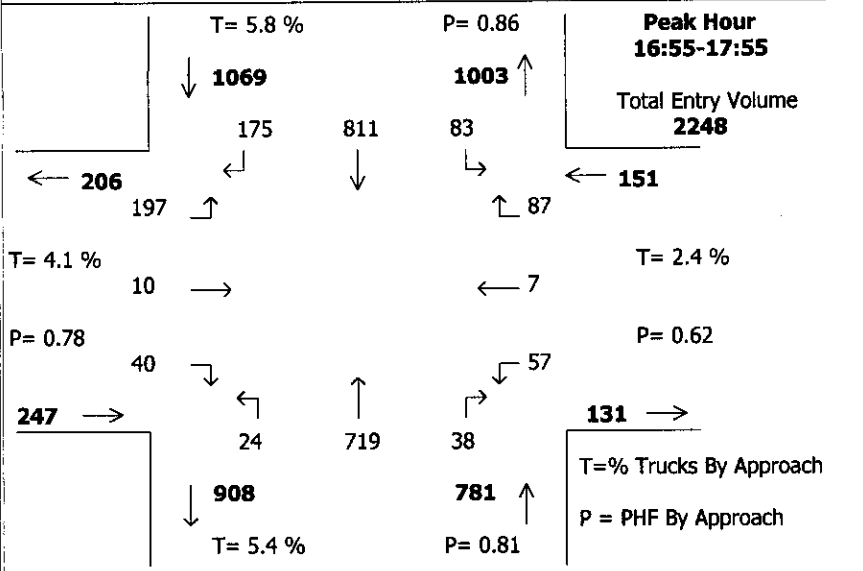 T= 5.8 % P= 0.86 Peak Hour
16:55-17:55
1069 1003
Total Entry Volume
2248
175 811 83
206 151
197 87
T= 4.1 % T= 2.4 %
10 7
P= 0.78 P= 0.62
40 57
247 131
24 719 38
T=% Trucks By Approach
908 781
P = PHF By Approach
T= 5.4 % P= 0.81